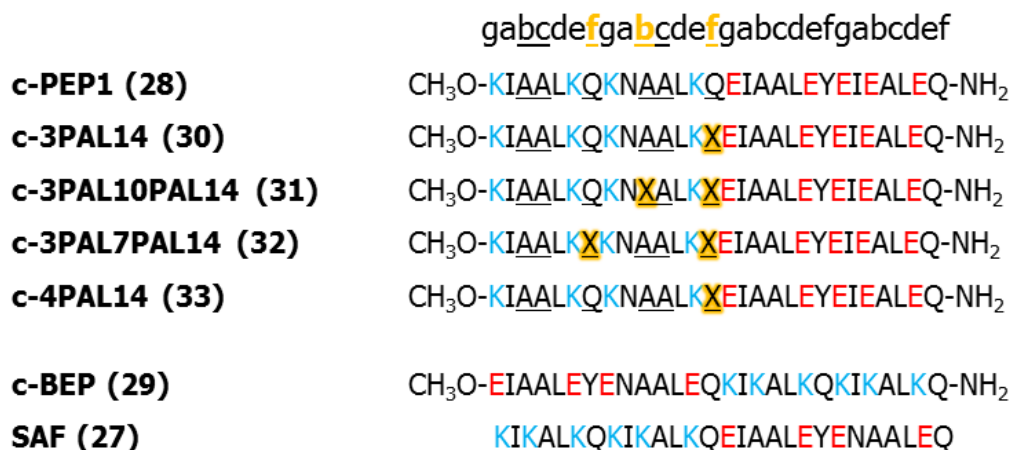 gabcdefgabcdefgabcdefgabcdef
c-PEP1 (28) CH₃O-KIAALKQKNAALKQEIAALEYEIEALEQ-NH₂
c-3PAL14 (30) CH₃O-KIAALKQKNAALKXEIAALEYEIEALEQ-NH₂
c-3PAL10PAL14 (31) CH₃O-KIAALKQKNXALKXEIAALEYEIEALEQ-NH₂
c-3PAL7PAL14 (32) CH₃O-KIAALKXKNAALKXEIAALEYEIEALEQ-NH₂
c-4PAL14 (33) CH₃O-KIAALKQKNAALKXEIAALEYEIEALEQ-NH₂
c-BEP (29) CH₃O-EIAALEYENAALEQKIKALKQKIKALKQ-NH₂
SAF (27) KIKALKQKIKALKQEIAALEYENAALEQ